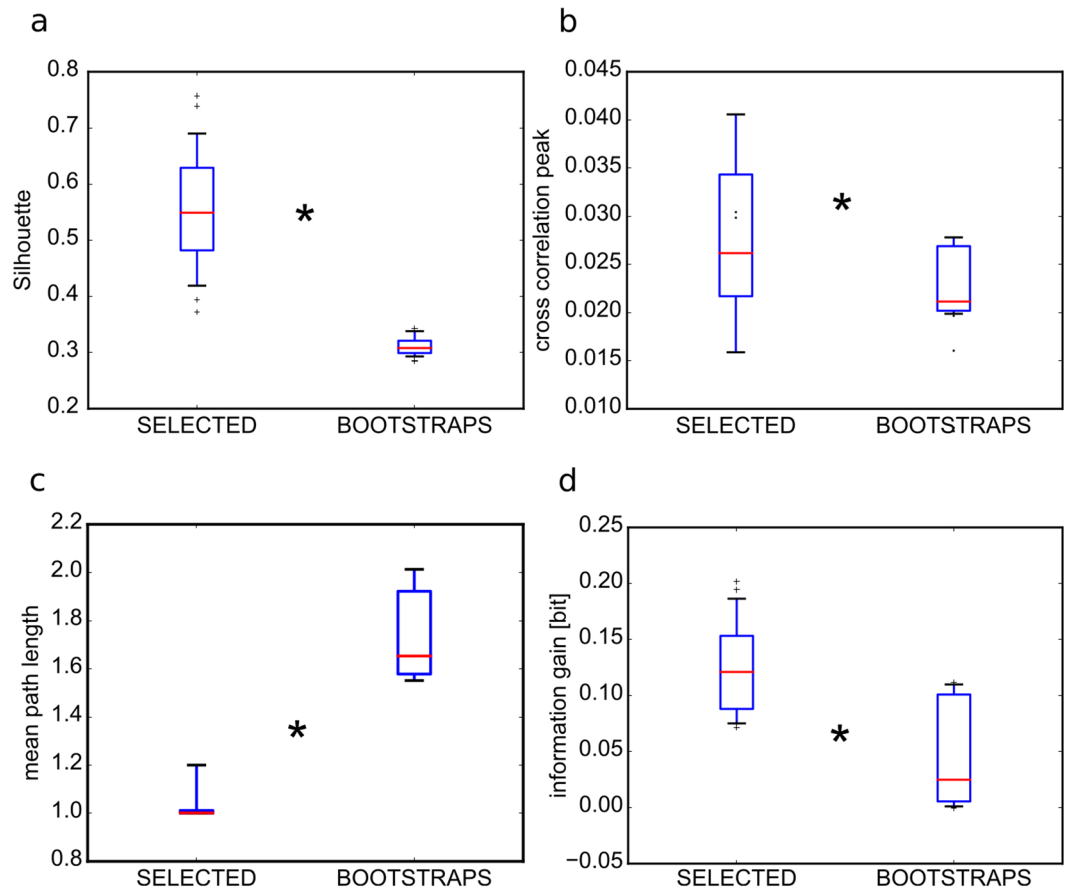 a
Silhouette
0.8
0.7
0.6
0.5
0.4
0.3
0.2
*
SELECTED BOOTSTRAPS
b
cross correlation peak
0.045
0.040
0.035
0.030
0.025
0.020
0.015
0.010
*
SELECTED BOOTSTRAPS
c
mean path length
2.2
2.0
1.8
1.6
1.4
1.2
1.0
0.8
*
SELECTED BOOTSTRAPS
d
information gain [bit]
0.25
0.20
0.15
0.10
0.05
0.00
−0.05
*
SELECTED BOOTSTRAPS